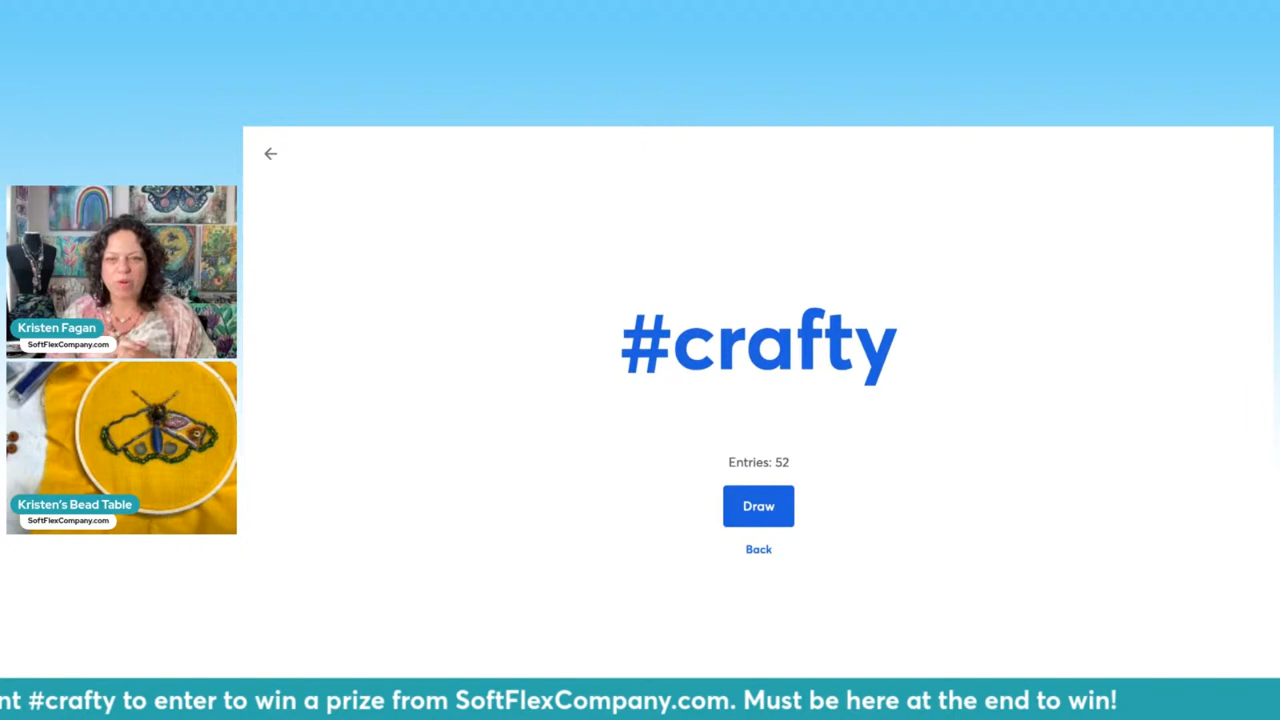 Kristen Fagan
SoftFlexCompany.com
Kristen's Bead Table
SoftFlexCompany.com
#crafty
Entries: 52
Draw
Back
nt #crafty to enter to win a prize from SoftFlexCompany.com. Must be here at the end to win!